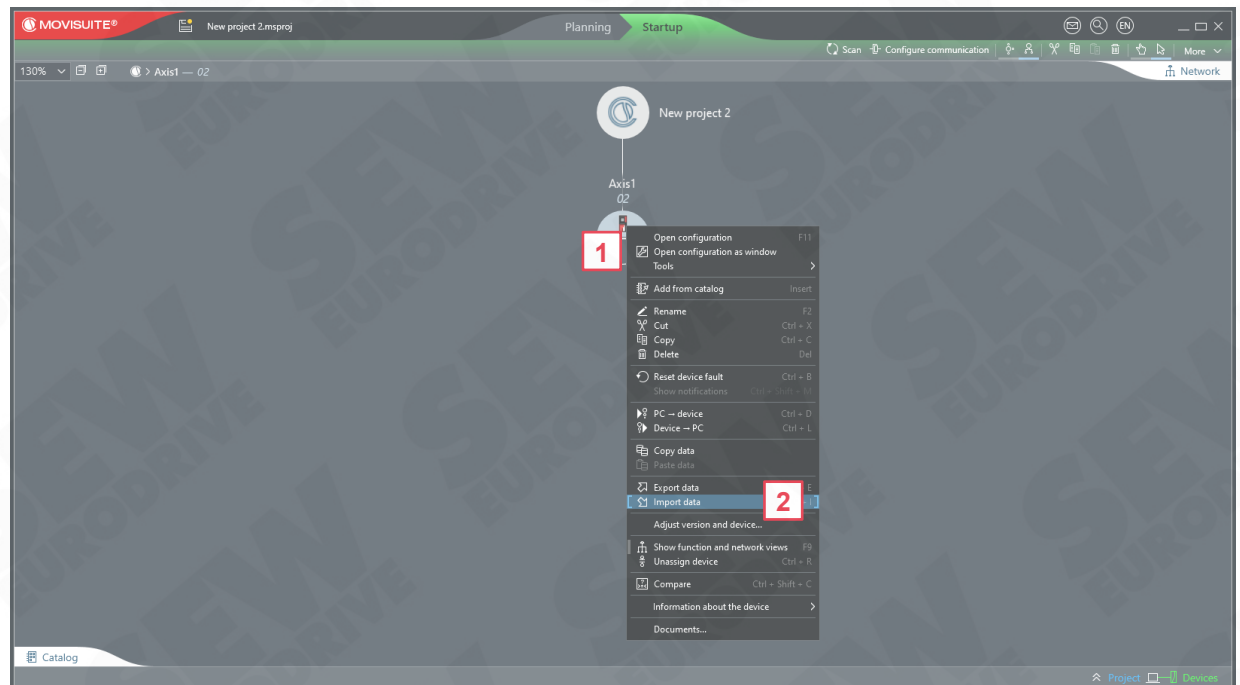 MOVISUITE® New project 2.msproj Planning Startup EN
Scan Configure communication More
130% > Axis1 — 02 Network
New project 2
Axis1
02
1
Open configuration F11
Open configuration as window
Tools
Add from catalog Insert
Rename F2
Cut Ctrl + X
Copy Ctrl + C
Delete Del
Reset device fault Ctrl + B
Show notifications Ctrl + Shift + M
PC → device Ctrl + D
Device → PC Ctrl + L
Copy data
Paste data
Export data E
Import data 2 I
Adjust version and device...
Show function and network views F9
Unassign device Ctrl + R
Compare Ctrl + Shift + C
Information about the device
Documents...
Catalog
Project Devices
SEW
EURODRIVE